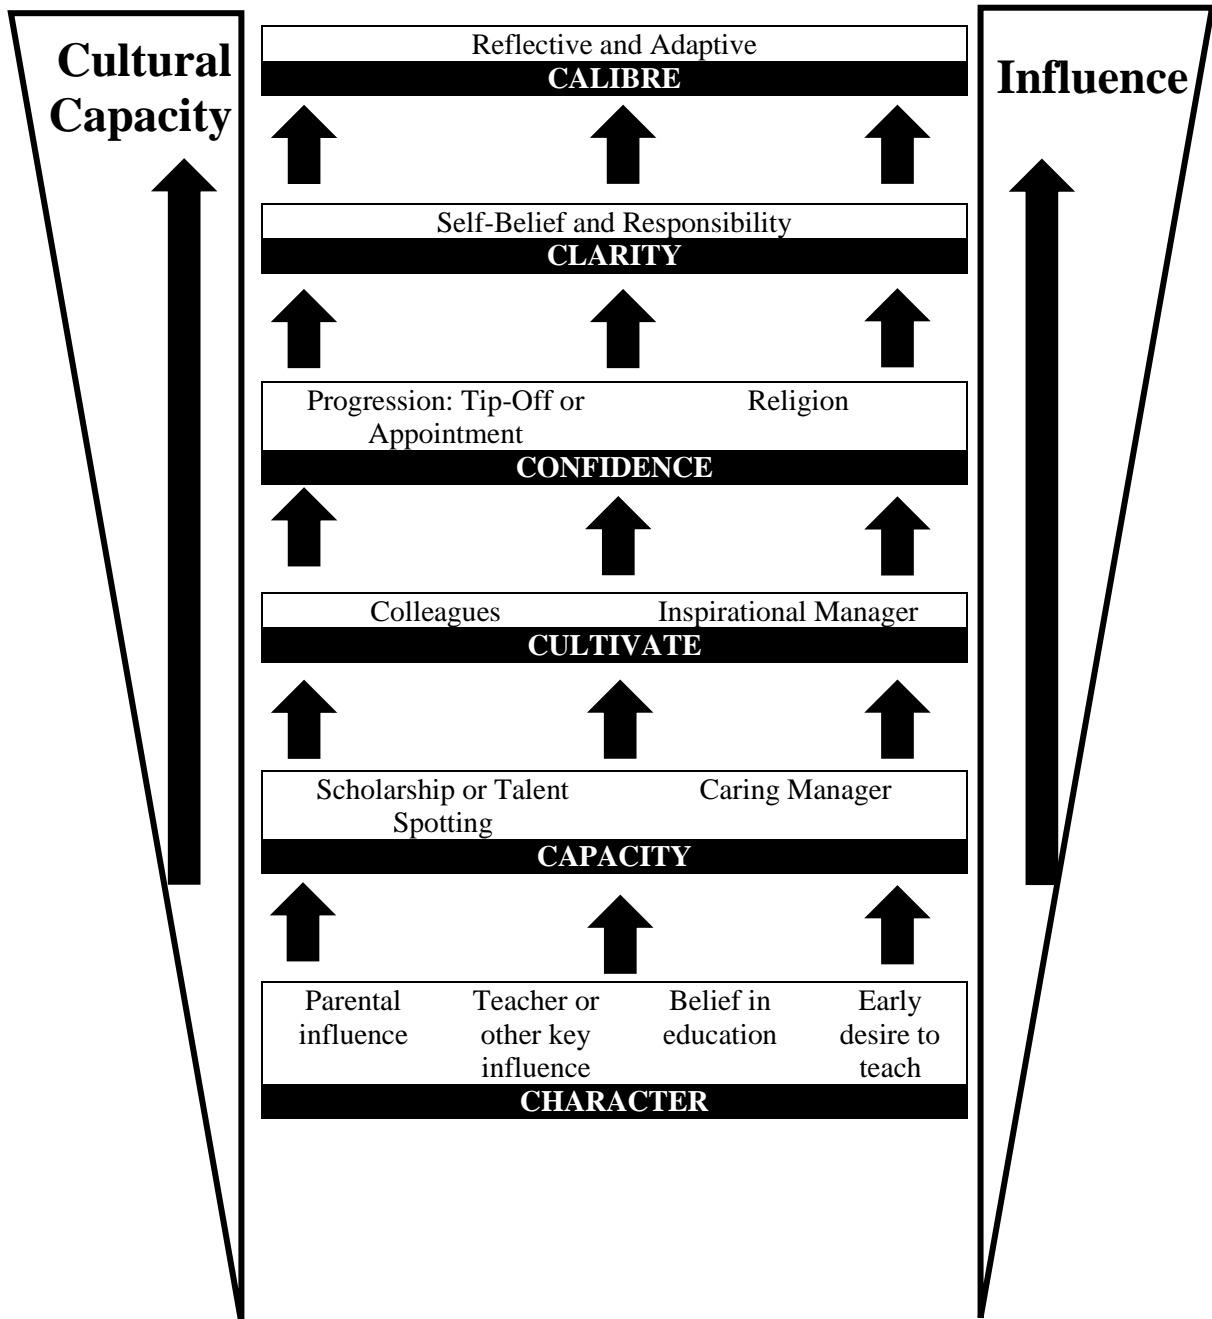 Cultural
Capacity
Influence
Reflective and Adaptive
CALIBRE
Self-Belief and Responsibility
CLARITY
Progression: Tip-Off or
Appointment
Religion
CONFIDENCE
Colleagues
Inspirational Manager
CULTIVATE
Scholarship or Talent
Spotting
Caring Manager
CAPACITY
Parental
influence
Teacher or
other key
influence
Belief in
education
Early
desire to
teach
CHARACTER